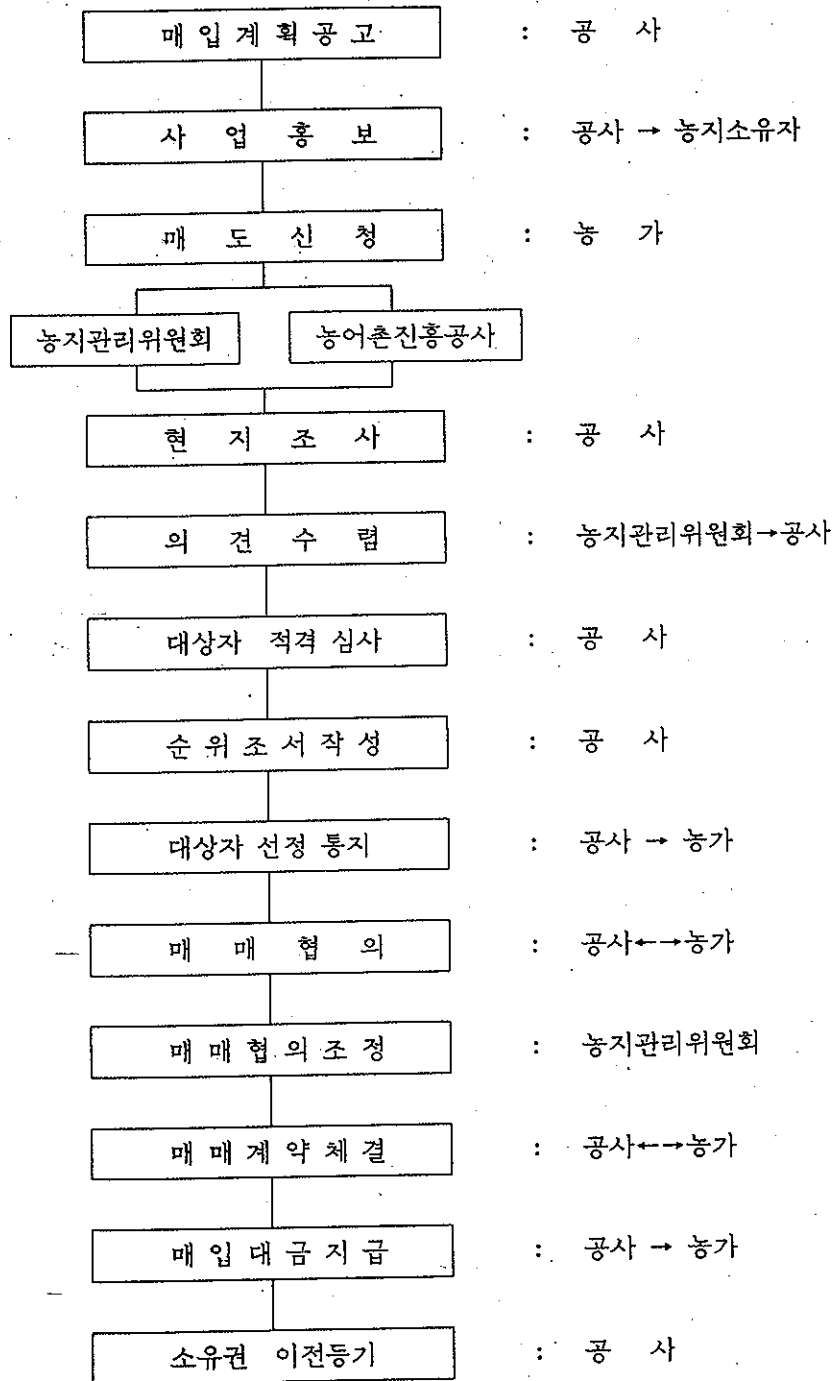 매입계획공고 : 공 사
사 업 홍 보 : 공사 → 농지소유자
매 도 신 청 : 농 가
농지관리위원회 농어촌진흥공사
현 지 조 사 : 공 사
의 견 수 렴 : 농지관리위원회→공사
대상자 적격 심사 : 공 사
순위조서작성 : 공 사
대상자 선정 통지 : 공사 → 농가
매 매 협 의 : 공사←→농가
매매협의조정 : 농지관리위원회
매매계약체결 : 공사←→농가
매입대금지급 : 공사 → 농가
소유권 이전등기 : 공 사